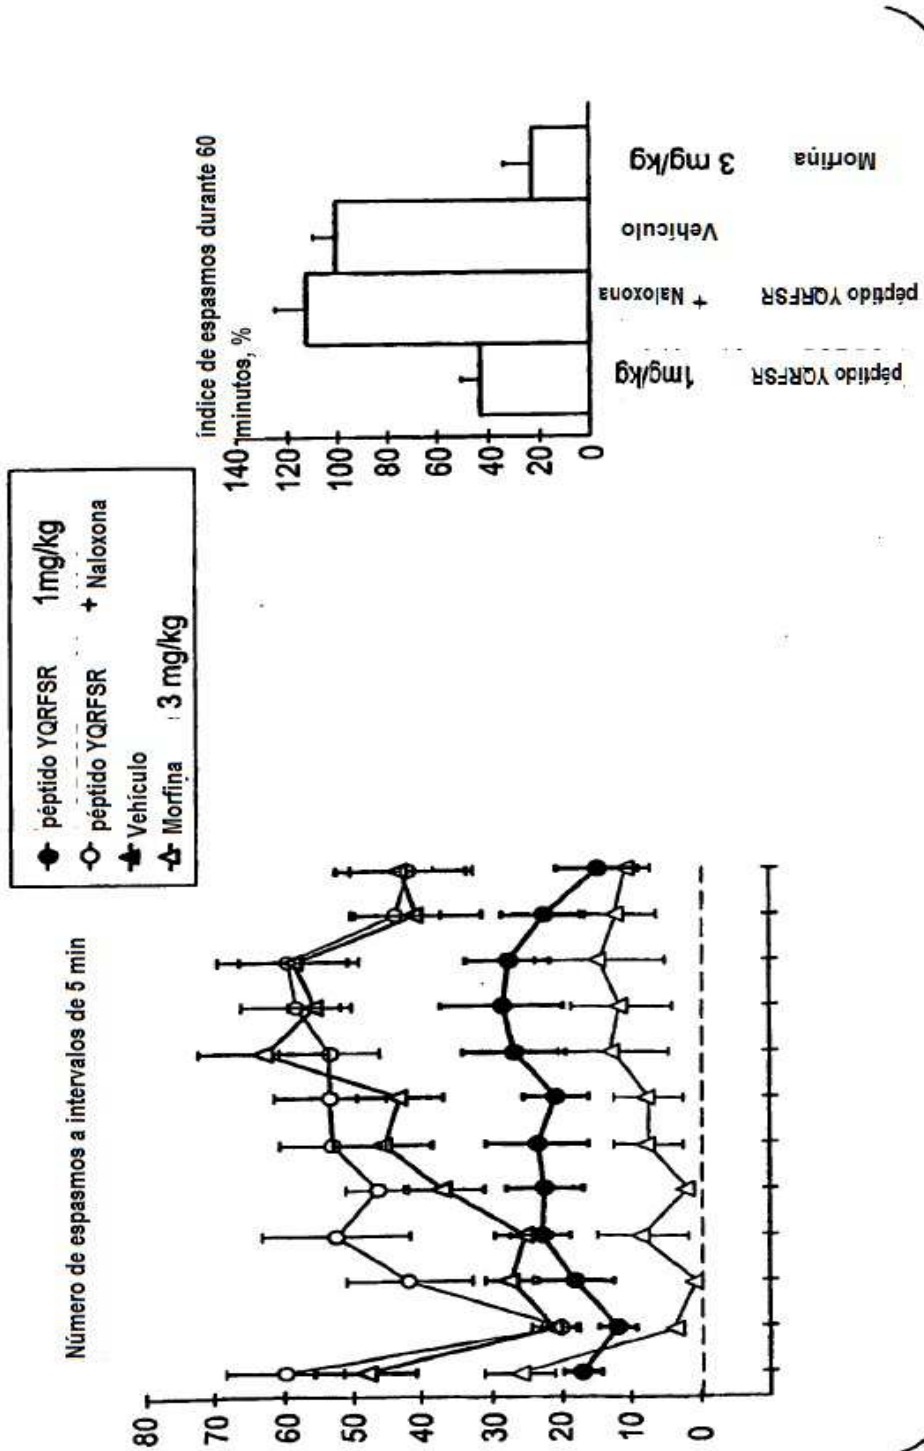 Número de espasmos a intervalos de 5 min
80
70
60
50
40
30
20
10
0
péptido YQRFSR 1mg/kg
péptido YQRFSR + Naloxona
Vehículo
Morfina 3 mg/kg
índice de espasmos durante 60
minutos, %
140
120
100
80
60
40
20
0
1mg/kg
péptido YQRFSR
+ Naloxona
péptido YQRFSR
Vehículo
3 mg/kg
Morfina